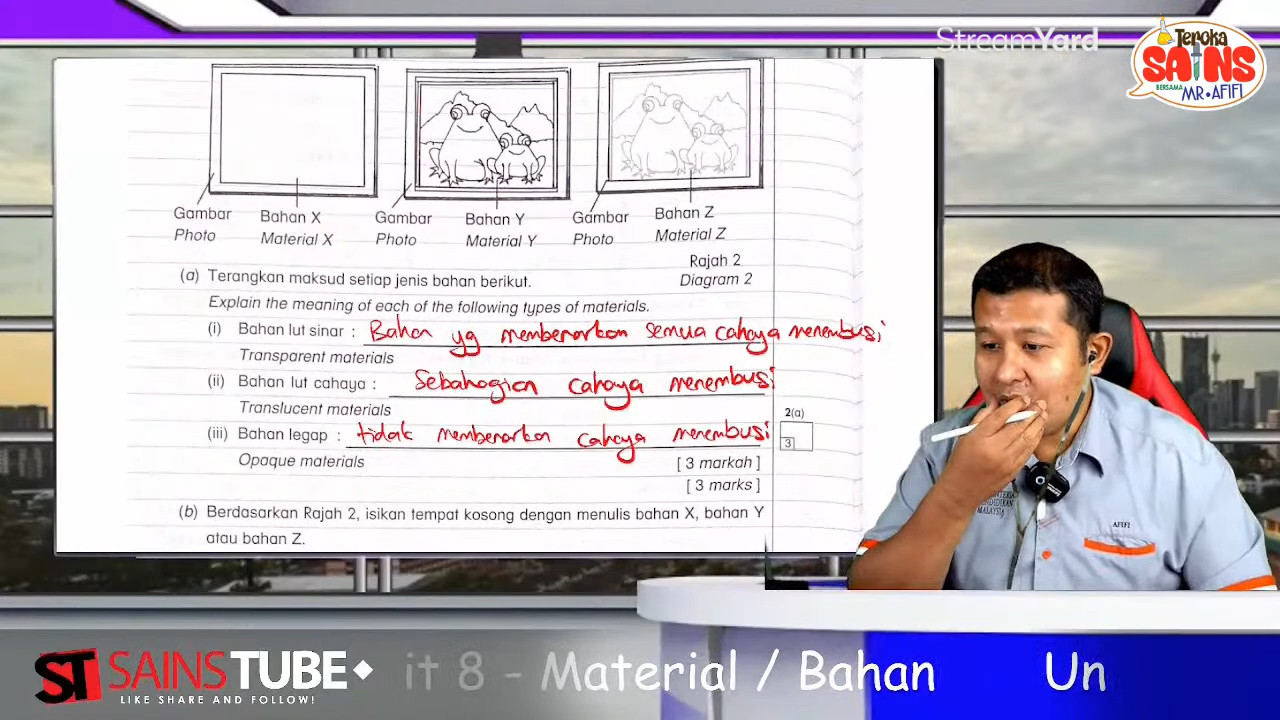 StreamYard
Teroka
SAINS
BERSAMA
MR•AFIFI
Gambar
Photo
Bahan X
Material X
Gambar
Photo
Bahan Y
Material Y
Gambar
Photo
Bahan Z
Material Z
Rajah 2
Diagram 2
(a) Terangkan maksud setiap jenis bahan berikut.
Explain the meaning of each of the following types of materials.
(i) Bahan lut sinar : Bahan yg membenarkan semua cahaya menembusi
Transparent materials
(ii) Bahan lut cahaya : Sebahagian cahaya menembusi
Translucent materials
(iii) Bahan legap : tidak membenarkan cahaya menembusi
Opaque materials
[ 3 markah ]
[ 3 marks ]
2(a)
3
(b) Berdasarkan Rajah 2, isikan tempat kosong dengan menulis bahan X, bahan Y
atau bahan Z.
MALAYSIA
AFIFI
ST SAINSTUBE
LIKE SHARE AND FOLLOW!
it 8 - Material / Bahan Un